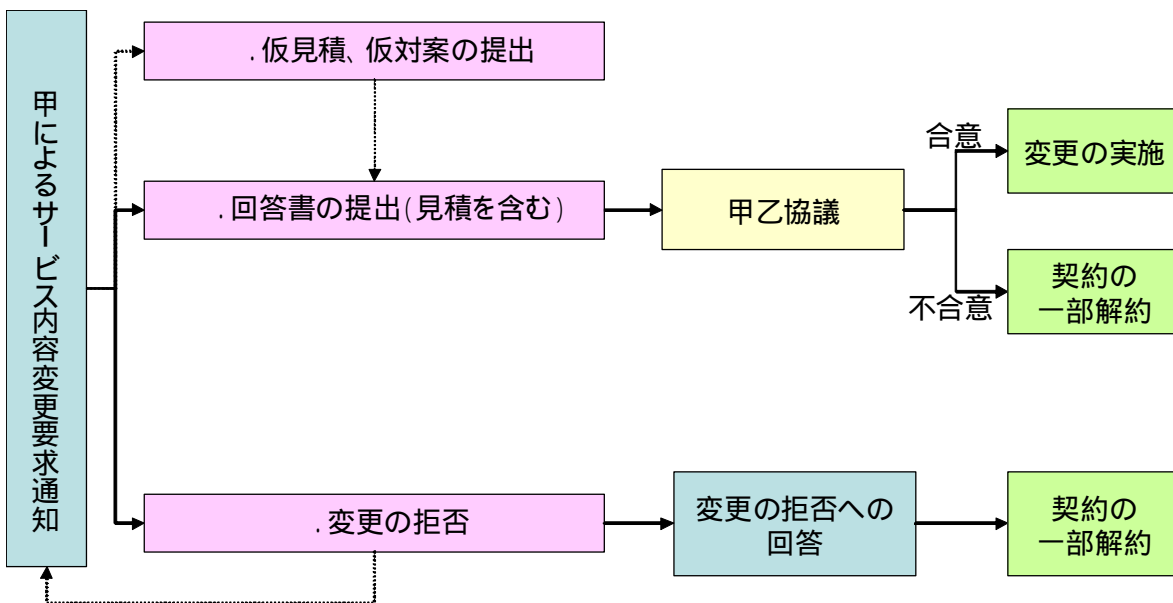 甲によるサービス内容変更要求通知
.仮見積、仮対案の提出
.回答書の提出(見積を含む)
甲乙協議
合意
変更の実施
不合意
契約の
一部解約
.変更の拒否
変更の拒否への
回答
契約の
一部解約